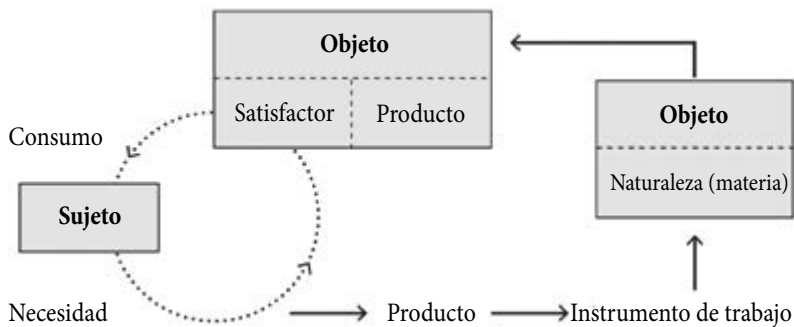 Objeto
Satisfactor Producto
Objeto
Naturaleza (materia)
Consumo
Sujeto
Necesidad Producto Instrumento de trabajo